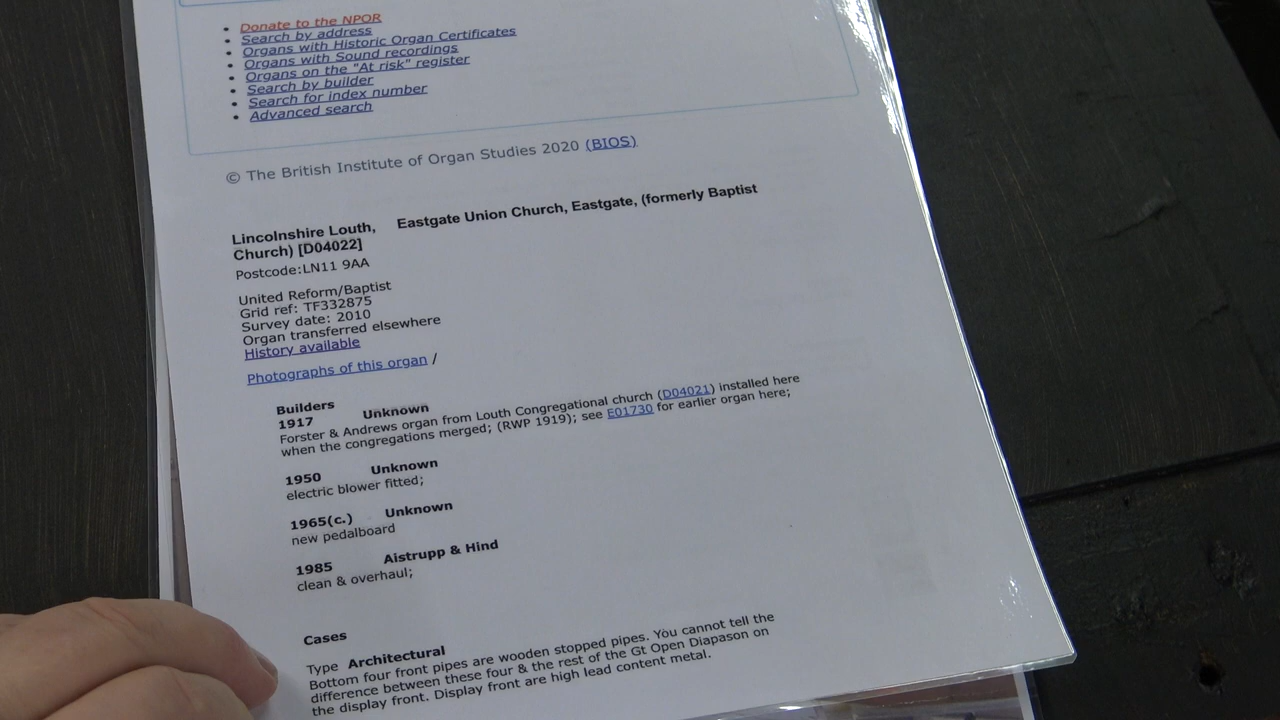 Donate to the NPOR
Search by address
Organs with Historic Organ Certificates
Organs with Sound recordings
Organs on the "At risk" register
Search by builder
Search for index number
Advanced search
© The British Institute of Organ Studies 2020 (BIOS)
Lincolnshire Louth, Eastgate Union Church, Eastgate, (formerly Baptist
Church) [D04022]
Postcode:LN11 9AA
United Reform/Baptist
Grid ref: TF332875
Survey date: 2010
Organ transferred elsewhere
History available
Photographs of this organ /
Builders
1917 Unknown
Forster & Andrews organ from Louth Congregational church (D04021) installed here
when the congregations merged; (RWP 1919); see E01730 for earlier organ here;
1950 Unknown
electric blower fitted;
1965(c.) Unknown
new pedalboard
1985 Aistrupp & Hind
clean & overhaul;
Cases
Type Architectural
Bottom four front pipes are wooden stopped pipes. You cannot tell the
difference between these four & the rest of the Gt Open Diapason on
the display front. Display front are high lead content metal.